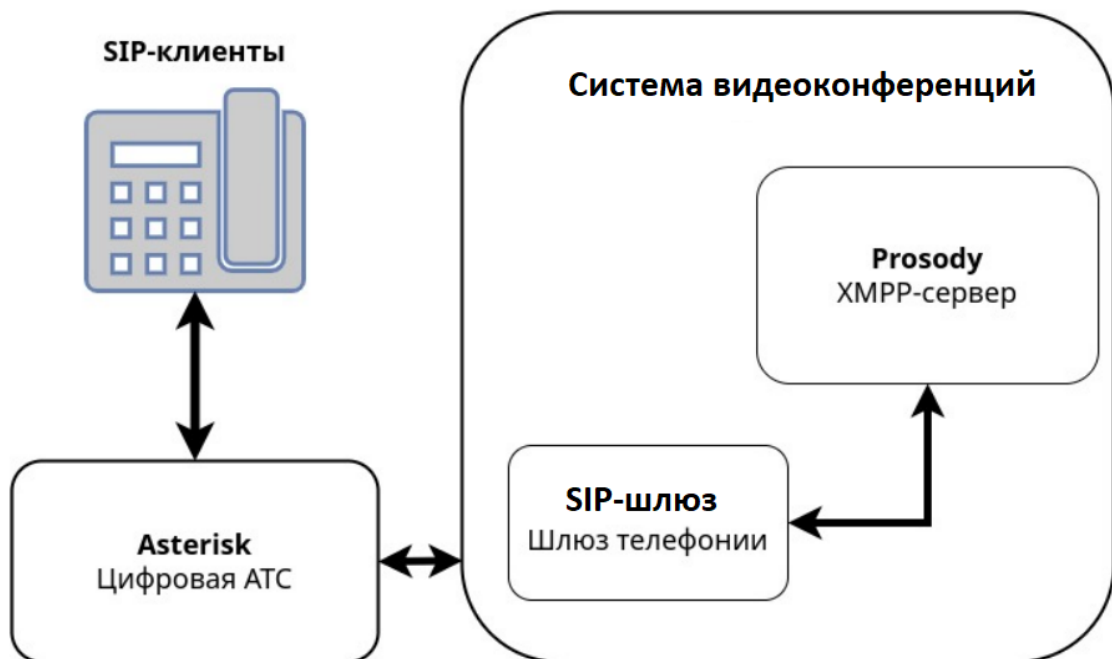 SIP-клиенты
Система видеоконференций
Prosody
XMPP-сервер
SIP-шлюз
Шлюз телефонии
Asterisk
Цифровая АТС